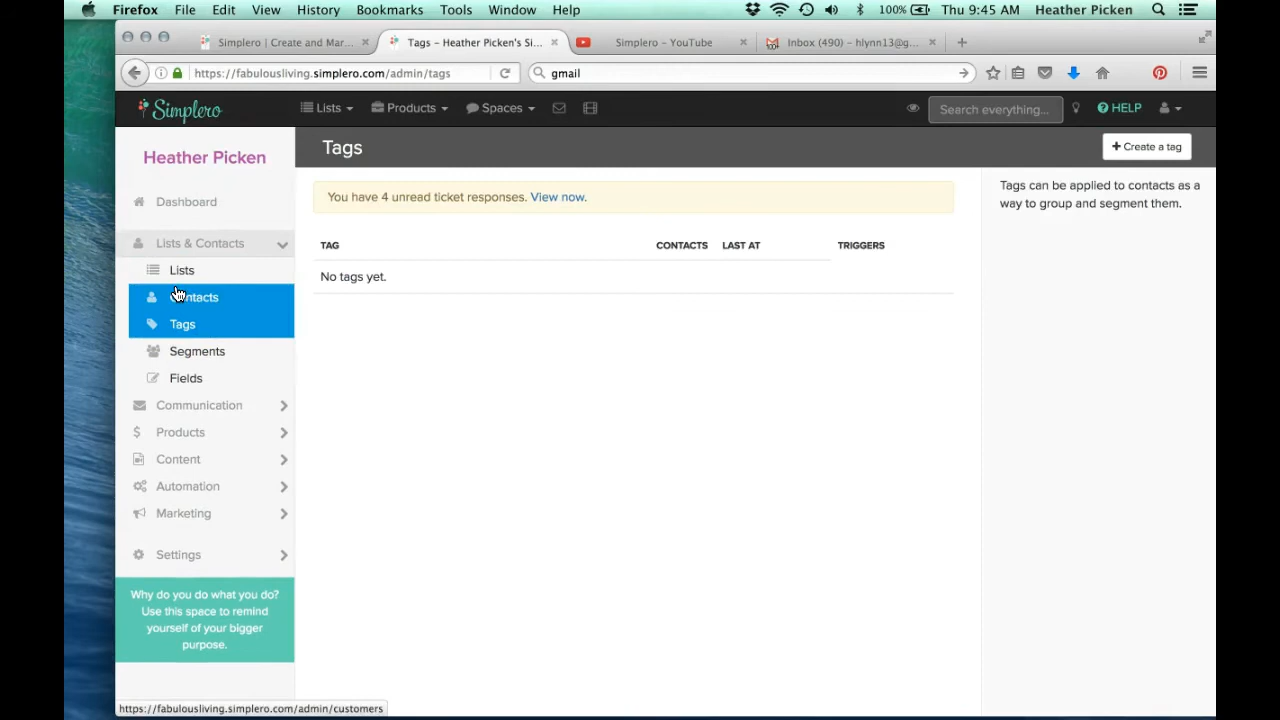 Firefox File Edit View History Bookmarks Tools Window Help 100% Thu 9:45 AM Heather Picken
Simplero | Create and Mar... Tags – Heather Picken's Si... Simplero – YouTube Inbox (490) – hlynn13@g...
https://fabulousliving.simplero.com/admin/tags gmail
Simplero Lists Products Spaces Search everything... HELP
Heather Picken
Tags
+ Create a tag
Dashboard
Lists & Contacts
Lists
Contacts
Tags
Segments
Fields
Communication
Products
Content
Automation
Marketing
Settings
Why do you do what you do?
Use this space to remind
yourself of your bigger
purpose.
You have 4 unread ticket responses. View now.
TAG CONTACTS LAST AT TRIGGERS
No tags yet.
Tags can be applied to contacts as a
way to group and segment them.
https://fabulousliving.simplero.com/admin/customers